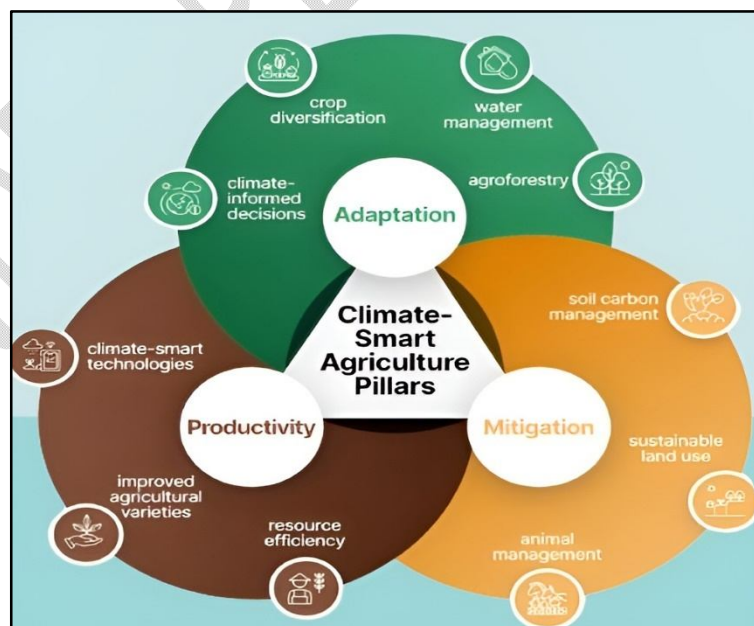 crop
diversification
water
management
climate-
informed
decisions
agroforestry
Adaptation
Climate-
Smart
Agriculture
Pillars
soil carbon
management
climate-smart
technologies
Productivity
Mitigation
sustainable
land use
improved
agricultural
varieties
resource
efficiency
animal
management